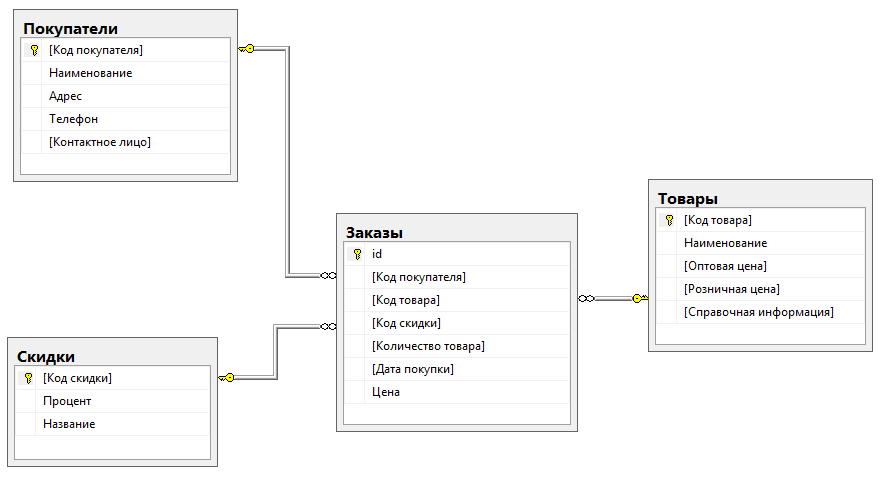 Покупатели
[Код покупателя]
Наименование
Адрес
Телефон
[Контактное лицо]
Заказы
id
[Код покупателя]
[Код товара]
[Код скидки]
[Количество товара]
[Дата покупки]
Цена
Товары
[Код товара]
Наименование
[Оптовая цена]
[Розничная цена]
[Справочная информация]
Скидки
[Код скидки]
Процент
Название